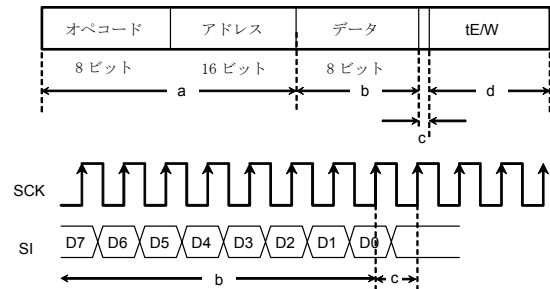 オペコード アドレス データ tE/W
8 ビット 16 ビット 8 ビット
a b d
c
SCK
SI D7 D6 D5 D4 D3 D2 D1 D0
b c